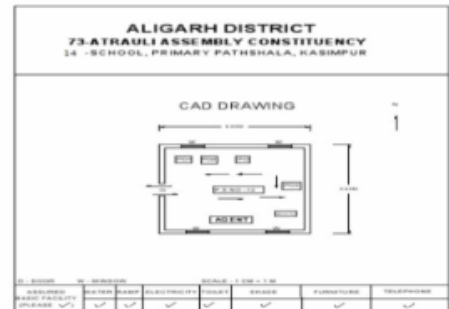 ALIGARH DISTRICT
73-ATRAULI ASSEMBLY CONSTITUENCY
14 -SCHOOL, PRIMARY PATHSHALA, KASIMPUR
CAD DRAWING
N
AGENT
D - DOOR W - WINDOW SCALE - 1 CM = 1 M
ASSURED BASIC FACILITY (PLEASE ✓) WATER RAMP ELECTRICITY TOILET SHADE FURNITURE TELEPHONE
✓ ✓ ✓ ✓ ✓ ✓ ✓